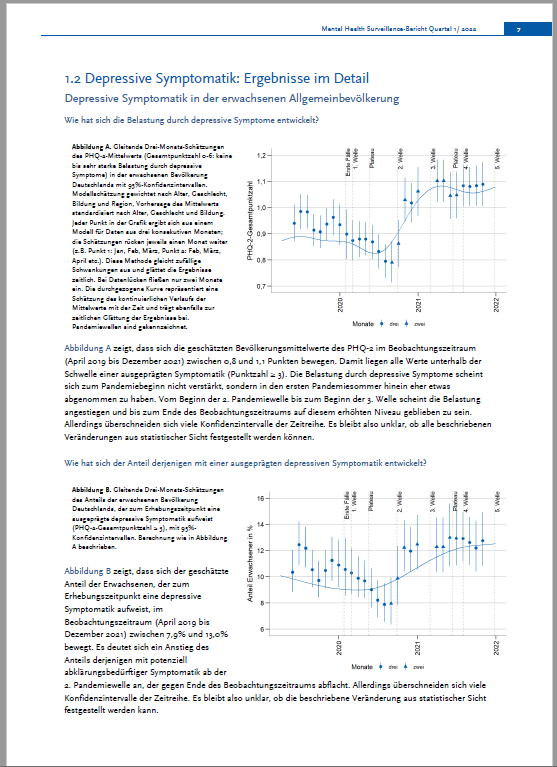 Mental Health Surveillance-Bericht Quartal 1/ 2022
7
1.2 Depressive Symptomatik: Ergebnisse im Detail
Depressive Symptomatik in der erwachsenen Allgemeinbevölkerung
Wie hat sich die Belastung durch depressive Symptome entwickelt?
Abbildung A. Gleitende Drei-Monats-Schätzungen
des PHQ-2-Mittelwerts (Gesamtpunktzahl 0-6: keine
bis sehr starke Belastung durch depressive
Symptome) in der erwachsenen Bevölkerung
Deutschlands mit 95%-Konfidenzintervallen.
Modellschätzung gewichtet nach Alter, Geschlecht,
Bildung und Region, Vorhersage des Mittelwerts
standardisiert nach Alter, Geschlecht und Bildung.
Jeder Punkt in der Grafik ergibt sich aus einem
Modell für Daten aus drei konsekutiven Monaten;
die Schätzungen rücken jeweils einen Monat weiter
(z.B. Punkt 1: Jan, Feb, März, Punkt 2: Feb, März,
April etc.). Diese Methode gleicht zufällige
Schwankungen aus und glättet die Ergebnisse
zeitlich. Bei Datenlücken fließen nur zwei Monate
ein. Die durchgezogene Kurve repräsentiert eine
Schätzung des kontinuierlichen Verlaufs der
Mittelwerte mit der Zeit und trägt ebenfalls zur
zeitlichen Glättung der Ergebnisse bei.
Pandemiewellen sind gekennzeichnet.
PHQ-2-Gesamtpunktzahl
1,2
1,1
1,0
0,9
0,8
0,7
Erste Fälle
1. Welle
Plateau
2. Welle
3. Welle
Plateau
4. Welle
5. Welle
2020
2021
2022
Monate drei zwei
Abbildung A zeigt, dass sich die geschätzten Bevölkerungsmittelwerte des PHQ-2 im Beobachtungszeitraum
(April 2019 bis Dezember 2021) zwischen 0,8 und 1,1 Punkten bewegen. Damit liegen alle Werte unterhalb der
Schwelle einer ausgeprägten Symptomatik (Punktzahl ≥ 3). Die Belastung durch depressive Symptome scheint
sich zum Pandemiebeginn nicht verstärkt, sondern in den ersten Pandemiesommer hinein eher etwas
abgenommen zu haben. Vom Beginn der 2. Pandemiewelle bis zum Beginn der 3. Welle scheint die Belastung
angestiegen und bis zum Ende des Beobachtungszeitraums auf diesem erhöhten Niveau geblieben zu sein.
Allerdings überschneiden sich viele Konfidenzintervalle der Zeitreihe. Es bleibt also unklar, ob alle beschriebenen
Veränderungen aus statistischer Sicht festgestellt werden können.
Wie hat sich der Anteil derjenigen mit einer ausgeprägten depressiven Symptomatik entwickelt?
Abbildung B. Gleitende Drei-Monats-Schätzungen
des Anteils der erwachsenen Bevölkerung
Deutschlands, der zum Erhebungszeitpunkt eine
ausgeprägte depressive Symptomatik aufweist
(PHQ-2-Gesamtpunktzahl ≥ 3), mit 95%-
Konfidenzintervallen. Berechnung wie in Abbildung
A beschrieben.
Anteil Erwachsener in %
16
14
12
10
8
6
Erste Fälle
1. Welle
Plateau
2. Welle
3. Welle
Plateau
4. Welle
5. Welle
2020
2021
2022
Monate drei zwei
Abbildung B zeigt, dass sich der geschätzte
Anteil der Erwachsenen, der zum
Erhebungszeitpunkt eine depressive
Symptomatik aufweist, im
Beobachtungszeitraum (April 2019 bis
Dezember 2021) zwischen 7,9% und 13,0%
bewegt. Es deutet sich ein Anstieg des
Anteils derjenigen mit potenziell
abklärungsbedürftiger Symptomatik ab der
2. Pandemiewelle an, der gegen Ende des Beobachtungszeitraums abflacht. Allerdings überschneiden sich viele
Konfidenzintervalle der Zeitreihe. Es bleibt also unklar, ob die beschriebene Veränderung aus statistischer Sicht
festgestellt werden kann.